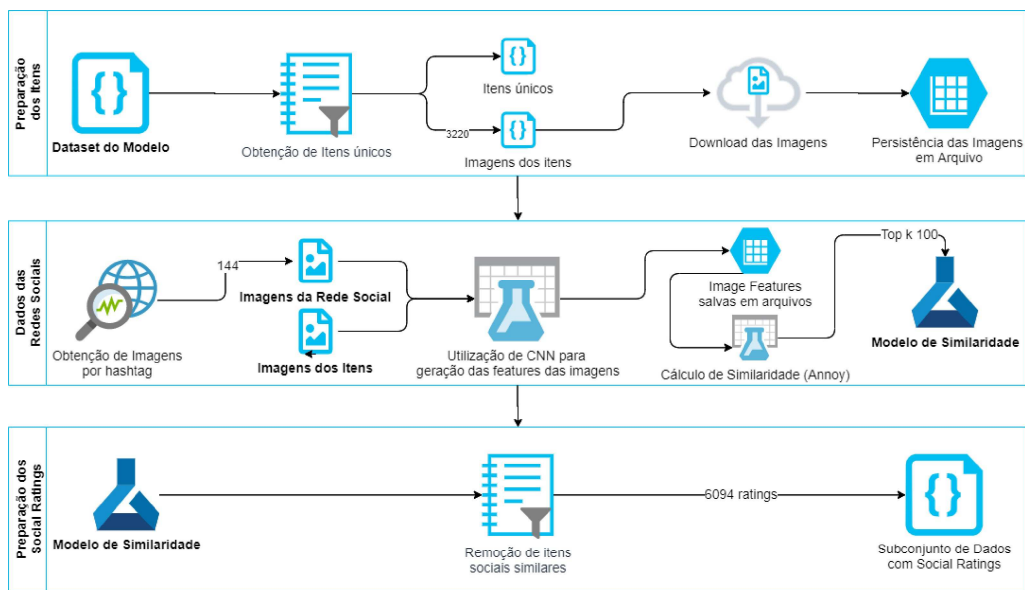 Preparação
dos Itens
Dataset do Modelo
Obtenção de Itens únicos
Itens únicos
3220
Imagens dos itens
Download das Imagens
Persistência das Imagens
em Arquivo
Dados das
Redes Sociais
Obtenção de Imagens
por hashtag
144
Imagens da Rede Social
Imagens dos Itens
Utilização de CNN para
geração das features das imagens
Image Features
salvas em arquivos
Cálculo de Similaridade (Annoy)
Top k 100
Modelo de Similaridade
Preparação dos
Social Ratings
Modelo de Similaridade
Remoção de itens
sociais similares
6094 ratings
Subconjunto de Dados
com Social Ratings